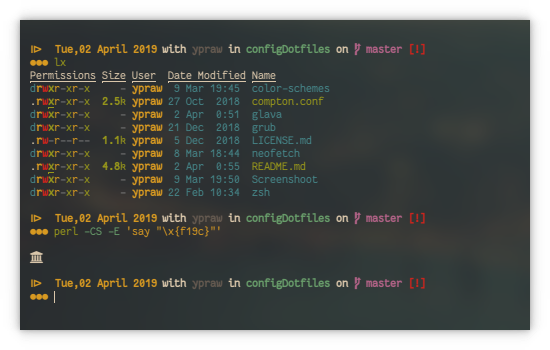 Tue,02 April 2019 with ypraw in configDotfiles on master [!]
●●● lx
Permissions Size User Date Modified Name
drwxr-xr-x - ypraw 9 Mar 19:45 color-schemes
.rwxr-xr-x 2.5k ypraw 27 Oct 2018 compton.conf
drwxr-xr-x - ypraw 2 Apr 0:51 glava
drwxr-xr-x - ypraw 21 Dec 2018 grub
.rw-r--r-- 1.1k ypraw 5 Dec 2018 LICENSE.md
drwxr-xr-x - ypraw 8 Mar 18:44 neofetch
.rwxr-xr-x 4.8k ypraw 2 Apr 0:55 README.md
drwxr-xr-x - ypraw 9 Mar 19:50 Screenshoot
drwxr-xr-x - ypraw 22 Feb 10:34 zsh
Tue,02 April 2019 with ypraw in configDotfiles on master [!]
●●● perl -CS -E 'say "\x{f19c}"'
Tue,02 April 2019 with ypraw in configDotfiles on master [!]
●●●